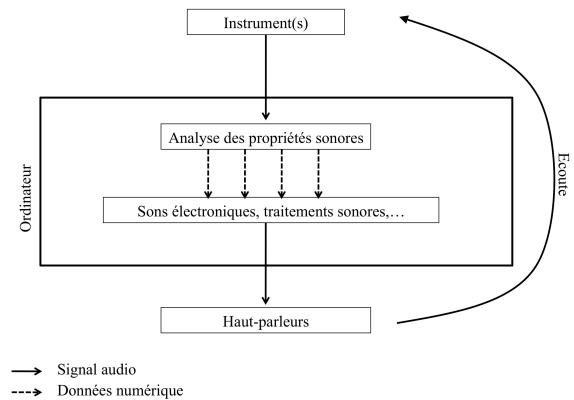 Instrument(s)
Analyse des propriétés sonores
Ordinateur
Ecoute
Sons électroniques, traitements sonores,…
Haut-parleurs
Signal audio
Données numérique